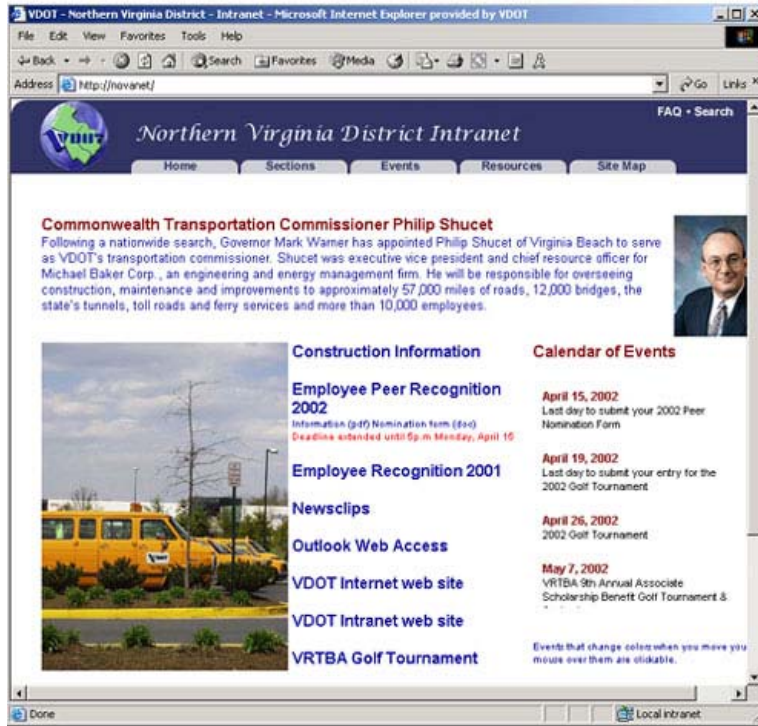 VDOT - Northern Virginia District - Intranet - Microsoft Internet Explorer provided by VDOT
File Edit View Favorites Tools Help
Back Search Favorites Media
Address http://novanet/ Go Links
FAQ • Search
VDOT
Northern Virginia District Intranet
Home Sections Events Resources Site Map
Commonwealth Transportation Commissioner Philip Shucet
Following a nationwide search, Governor Mark Warner has appointed Philip Shucet of Virginia Beach to serve
as VDOT's transportation commissioner. Shucet was executive vice president and chief resource officer for
Michael Baker Corp., an engineering and energy management firm. He will be responsible for overseeing
construction, maintenance and improvements to approximately 57,000 miles of roads, 12,000 bridges, the
state's tunnels, toll roads and ferry services and more than 10,000 employees.
Construction Information
Employee Peer Recognition
2002
Information (pdf) Nomination form (doc)
Deadline extended until 5p.m Monday, April 15
Employee Recognition 2001
Newsclips
Outlook Web Access
VDOT Internet web site
VDOT Intranet web site
VRTBA Golf Tournament
Calendar of Events
April 15, 2002
Last day to submit your 2002 Peer
Nomination Form
April 19, 2002
Last day to submit your entry for the
2002 Golf Tournament
April 26, 2002
2002 Golf Tournament
May 7, 2002
VRTBA 9th Annual Associate
Scholarship Benefit Golf Tournament &
Events that change colors when you move you
mouse over them are clickable.
Done
Local intranet